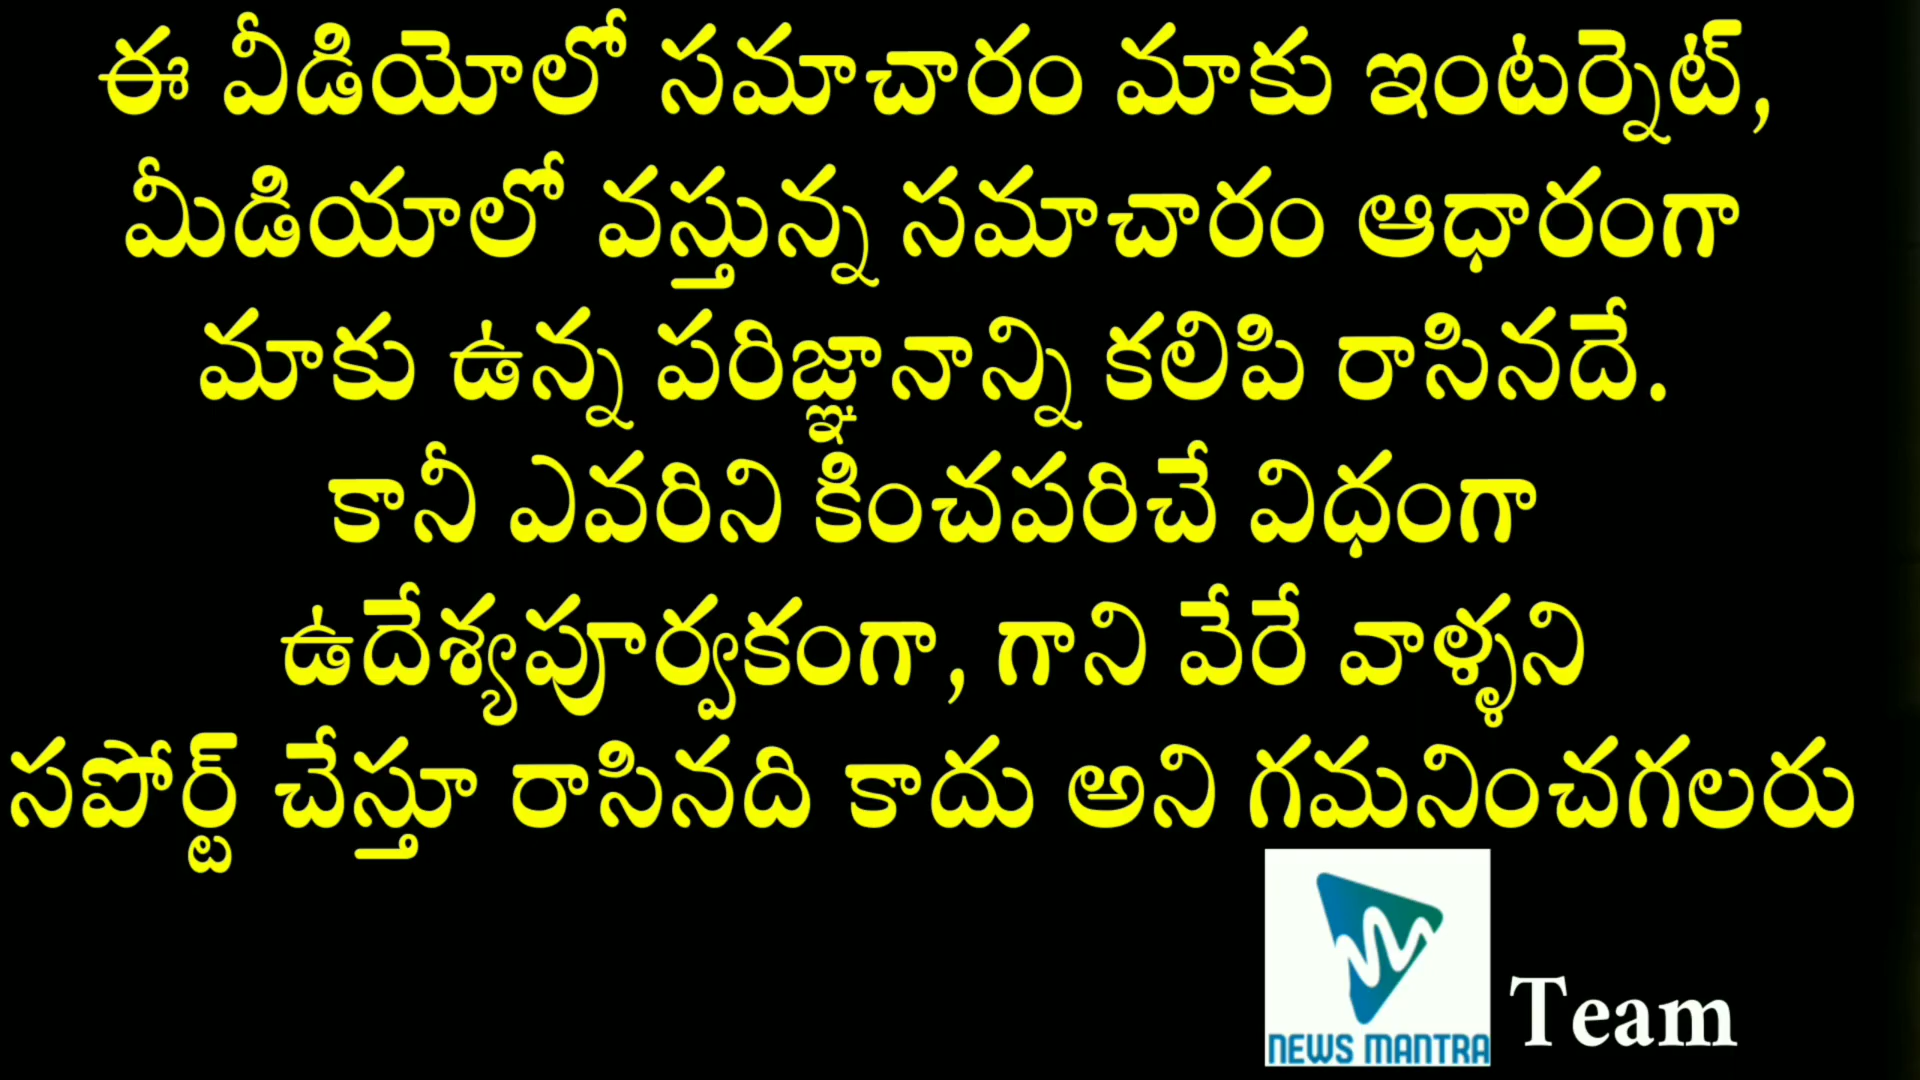 ఈ వీడియోలో సమాచారం మాకు ఇంటర్నెట్,
మీడియాలో వస్తున్న సమాచారం ఆధారంగా
మాకు ఉన్న పరిజ్ఞానాన్ని కలిపి రాసినదే.
కానీ ఎవరిని కించపరిచే విధంగా
ఉదేశ్యపూర్వకంగా, గాని వేరే వాళ్ళని
సపోర్ట్ చేస్తూ రాసినది కాదు అని గమనించగలరు
NEWS MANTRA
Team